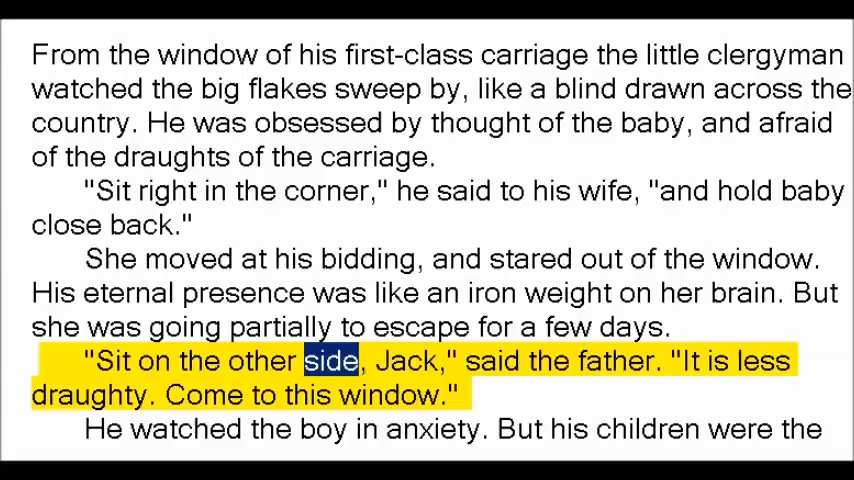 From the window of his first-class carriage the little clergyman
watched the big flakes sweep by, like a blind drawn across the
country. He was obsessed by thought of the baby, and afraid
of the draughts of the carriage.
"Sit right in the corner," he said to his wife, "and hold baby
close back."
She moved at his bidding, and stared out of the window.
His eternal presence was like an iron weight on her brain. But
she was going partially to escape for a few days.
"Sit on the other side, Jack," said the father. "It is less
draughty. Come to this window."
He watched the boy in anxiety. But his children were the